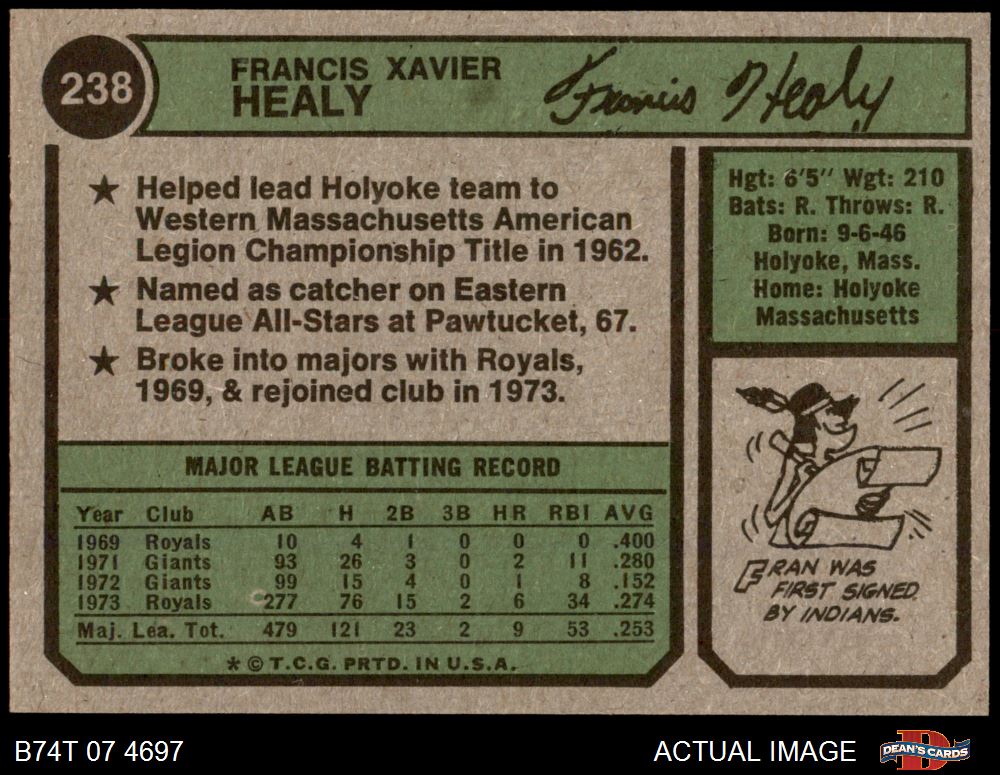 238
FRANCIS XAVIER
HEALY
Francis Healy
★ Helped lead Holyoke team to
Western Massachusetts American
Legion Championship Title in 1962.
★ Named as catcher on Eastern
League All-Stars at Pawtucket, 67.
★ Broke into majors with Royals,
1969, & rejoined club in 1973.
Hgt: 6'5" Wgt: 210
Bats: R. Throws: R.
Born: 9-6-46
Holyoke, Mass.
Home: Holyoke
Massachusetts
FRAN WAS
FIRST SIGNED
BY INDIANS.
MAJOR LEAGUE BATTING RECORD
Year Club AB H 2B 3B HR RBI AVG
1969 Royals 10 4 1 0 0 0 .400
1971 Giants 93 26 3 0 2 11 .280
1972 Giants 99 15 4 0 1 8 .152
1973 Royals 277 76 15 2 6 34 .274
Maj. Lea. Tot. 479 121 23 2 9 53 .253
* © T.C.G. PRTD. IN U.S.A.
B74T 07 4697
ACTUAL IMAGE
DEAN'S CARDS